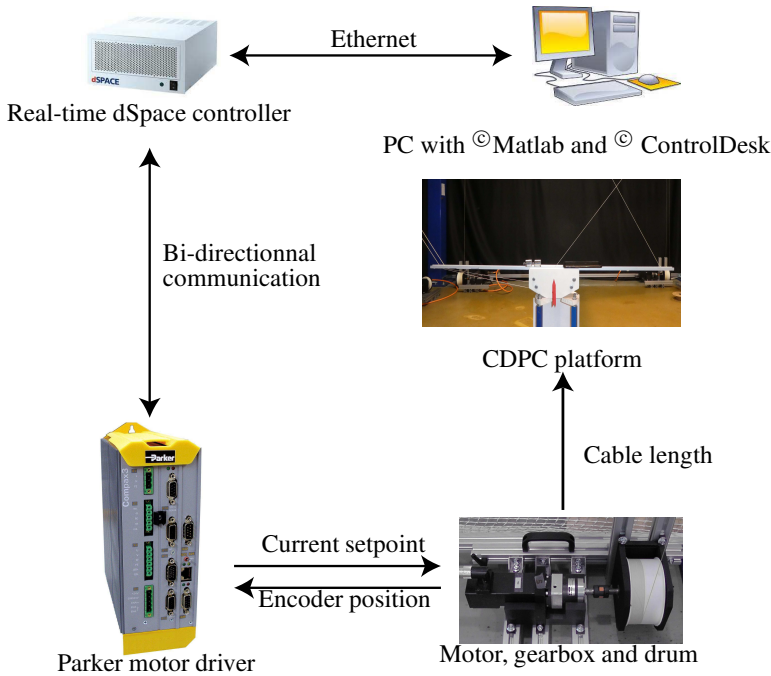 Ethernet
dSPACE
Real-time dSpace controller
PC with ©Matlab and © ControlDesk
Bi-directionnal
communication
CDPC platform
Cable length
Parker
Compax3
Current setpoint
Encoder position
Parker motor driver
Motor, gearbox and drum